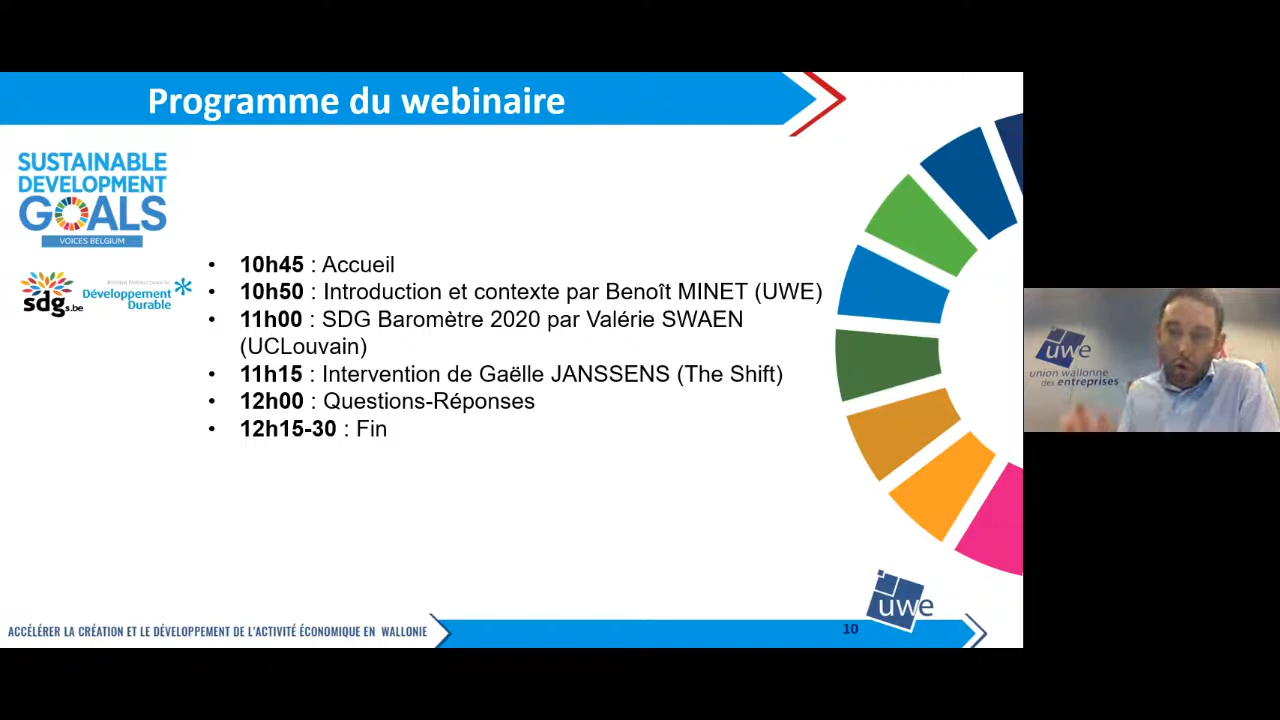 Programme du webinaire
SUSTAINABLE
DEVELOPMENT
GOALS
VOICES BELGIUM
sdgs.be
Développement
Durable
• 10h45 : Accueil
• 10h50 : Introduction et contexte par Benoît MINET (UWE)
• 11h00 : SDG Baromètre 2020 par Valérie SWAEN
(UCLouvain)
• 11h15 : Intervention de Gaëlle JANSSENS (The Shift)
• 12h00 : Questions-Réponses
• 12h15-30 : Fin
uwe
union wallonne
des entreprises
uwe
ACCÉLÉRER LA CRÉATION ET LE DÉVELOPPEMENT DE L'ACTIVITÉ ÉCONOMIQUE EN WALLONIE
10